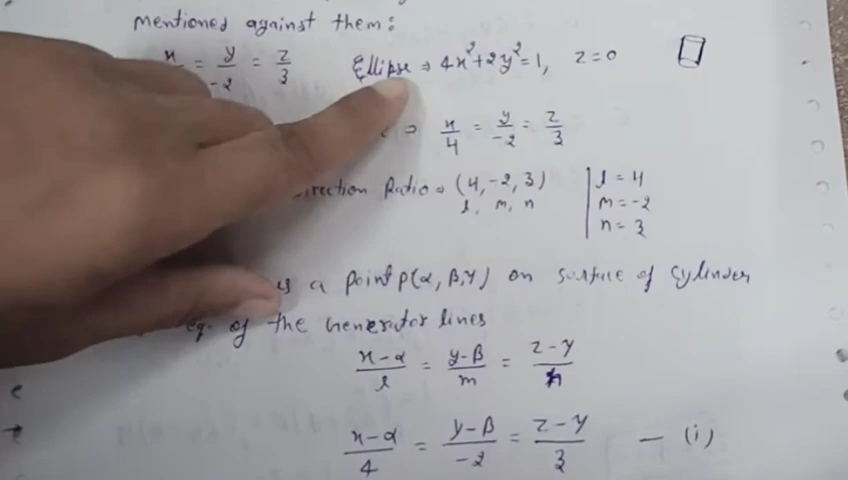 mentioned against them:
x = y/-2 = z/3 Ellipse → 4x²+2y²=1, z=0
⇒ x/4 = y/-2 = z/3
Direction Ratio = (4,-2,3) l = 4
l, m, n m = -2
n = 3
is a point P(α, β, γ) on surface of cylinder
eq. of the Generator lines
x-α/l = y-β/m = z-γ/n
x-α/4 = y-β/-2 = z-γ/3 — (i)